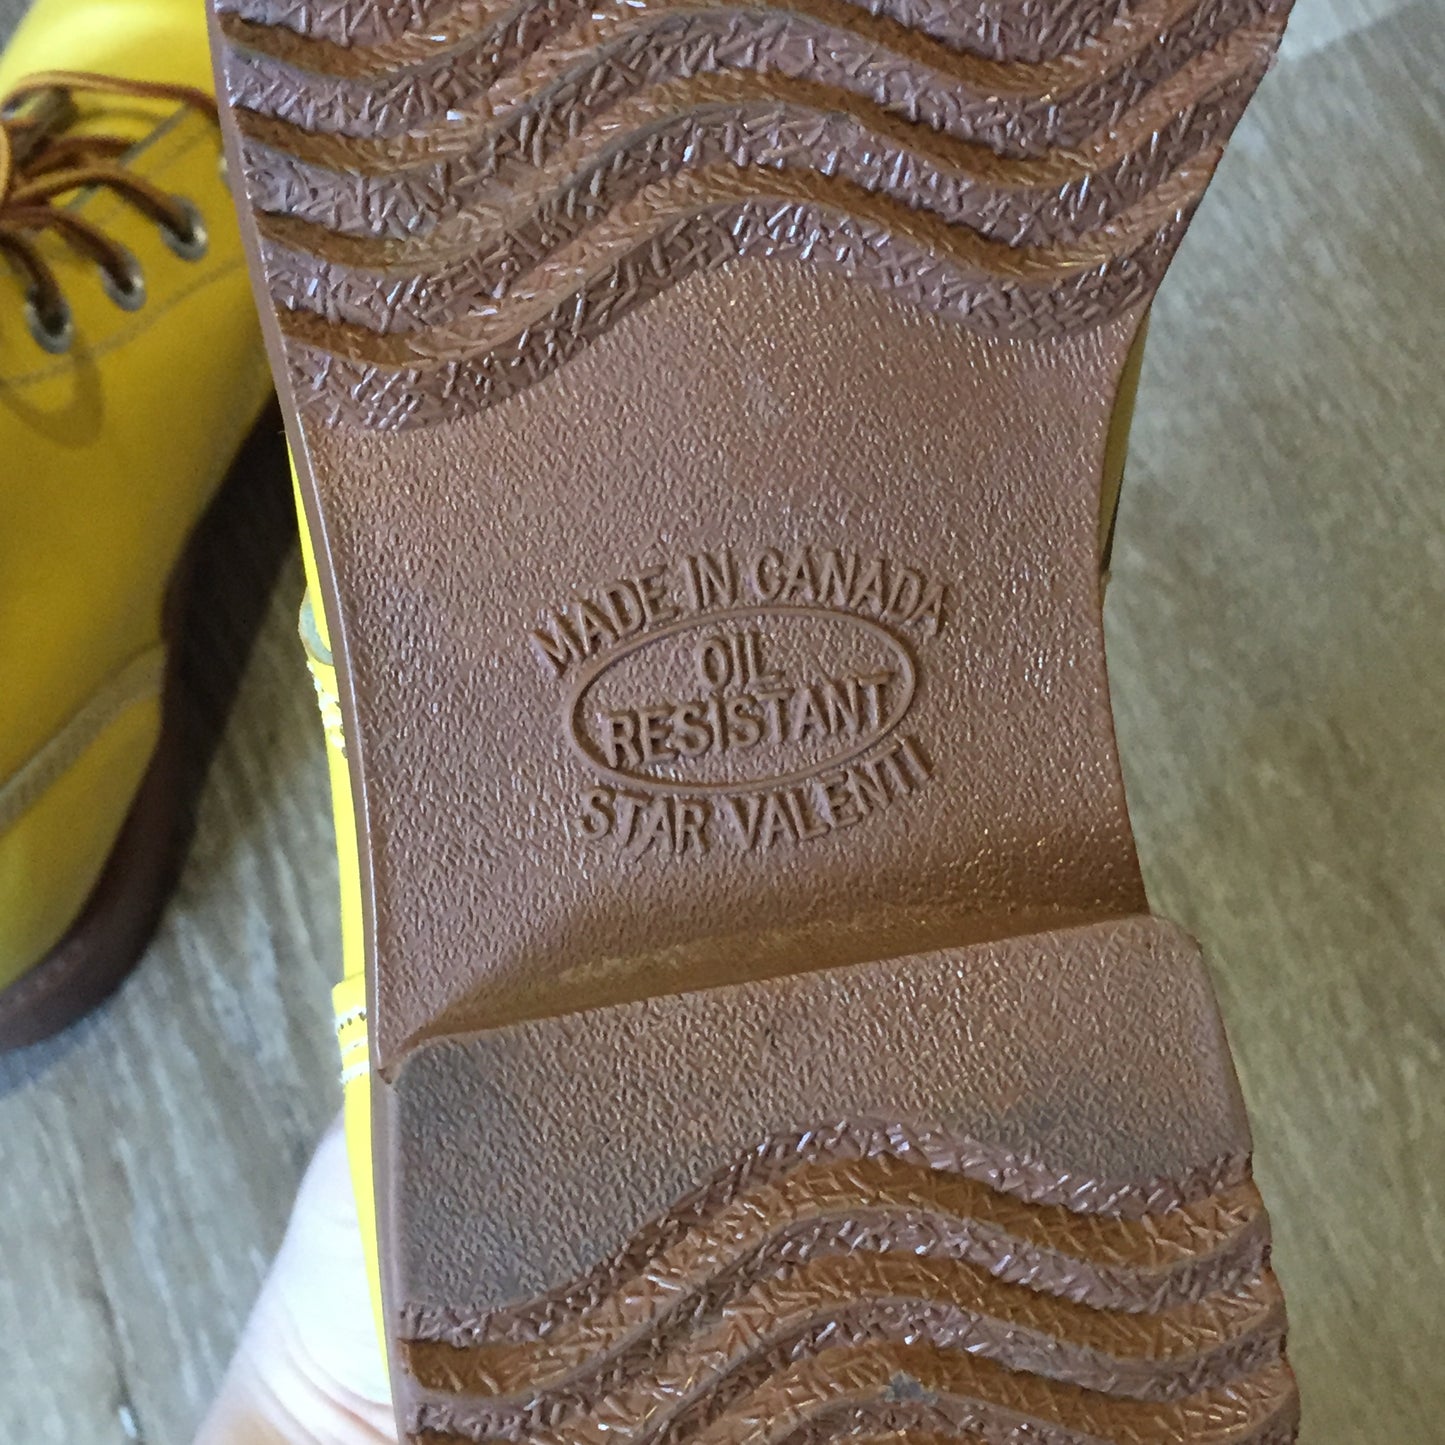 MADE IN CANADA
OIL
RESISTANT
STAR VALENTI